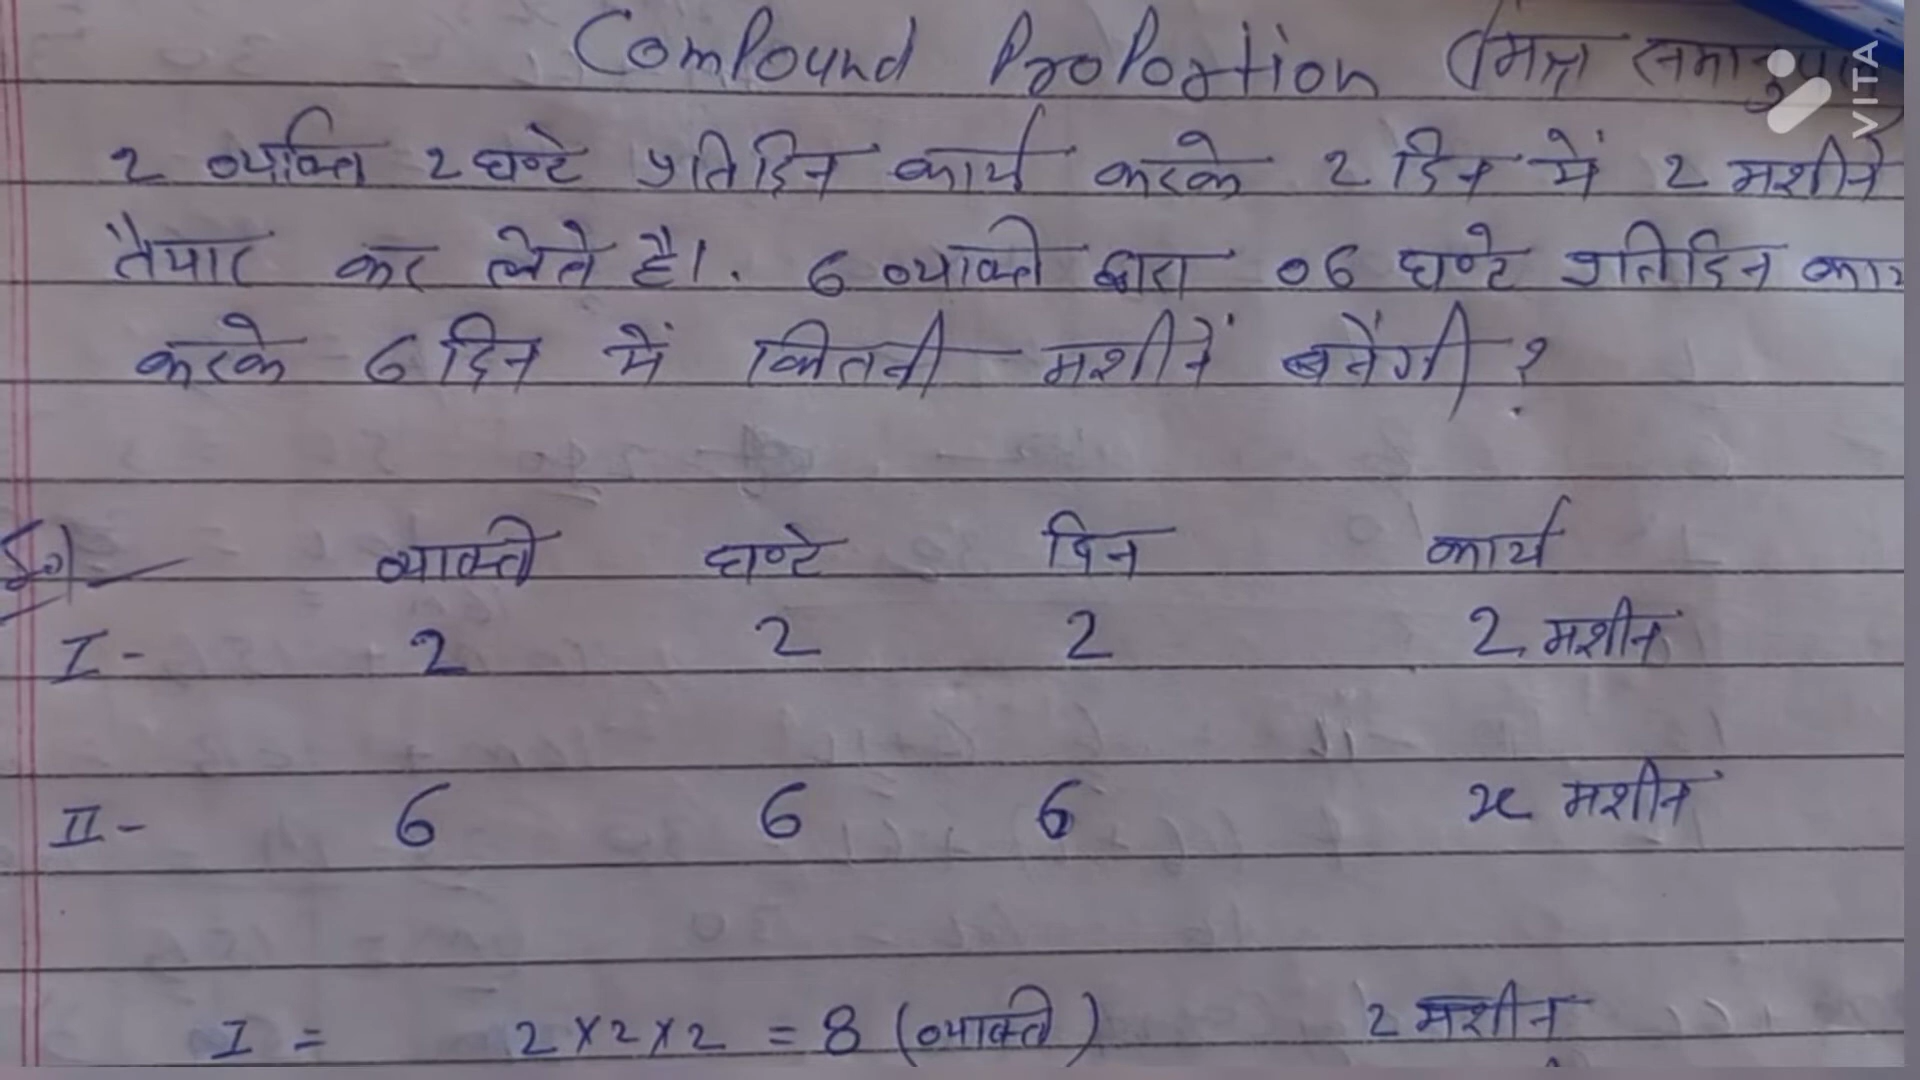 Compound Proportion (मिश्र समानुपात
2 व्यक्ति 2 घण्टे प्रतिदिन कार्य करके 2 दिन में 2 मशीने
तैयार कर लेते है।. 6 व्यक्ति द्वारा 06 घण्टे प्रतिदिन कार्य
करके 6 दिन में कितनी मशीनें बनेंगी ?
व्यक्ति घण्टे दिन कार्य
I - 2 2 2 2 मशीन
II - 6 6 6 x मशीन
I = 2 x 2 x 2 = 8 (व्यक्ति) 2 मशीन
VITA